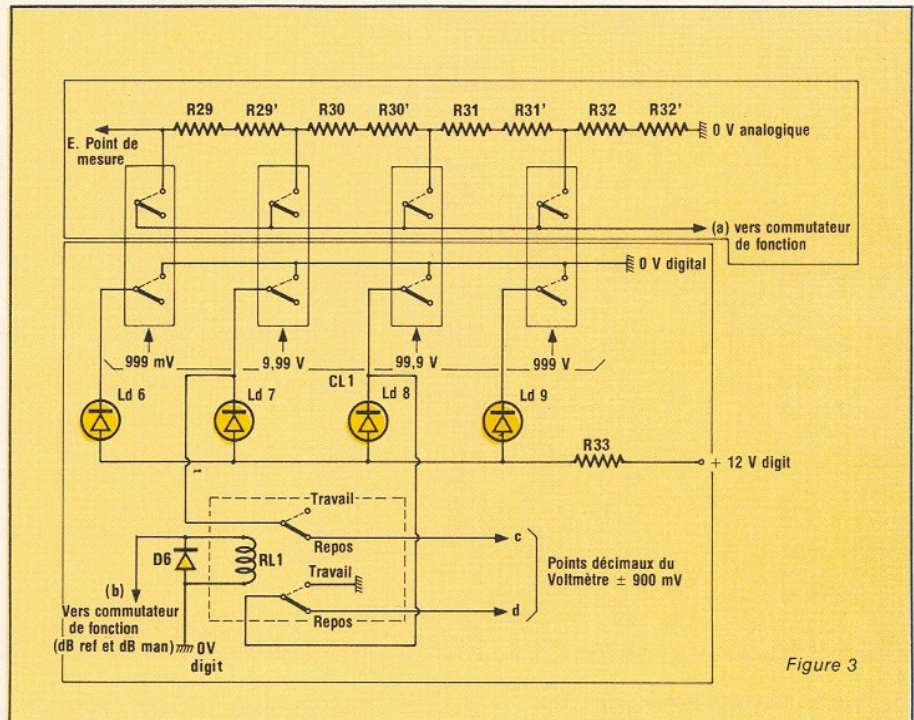 R29 R29' R30 R30' R31 R31' R32 R32'
0 V analogique
E. Point de
mesure
(a) vers commutateur
de fonction
0 V digital
999 mV 9,99 V 99,9 V 999 V
CL1
Ld 6 Ld 7 Ld 8 Ld 9
R33
+ 12 V digit
~
Travail
c
Repos
D6 RL1
Travail
Points décimaux du
Voltmètre ± 900 mV
(b)
d
Vers commutateur
de fonction
Repos
(dB ref et dB man)
0V
digit
Figure 3